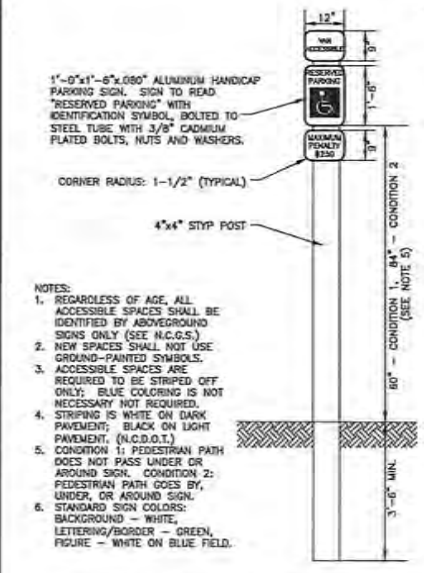 12"
VAN
ACCESSIBLE
9"
RESERVED
PARKING
1'-6"
MAXIMUM
PENALTY
$250
9"
1'-0"x1'-6"x.080" ALUMINUM HANDICAP
PARKING SIGN. SIGN TO READ
"RESERVED PARKING" WITH
IDENTIFICATION SYMBOL, BOLTED TO
STEEL TUBE WITH 3/8" CADMIUM
PLATED BOLTS, NUTS AND WASHERS.
CORNER RADIUS: 1-1/2" (TYPICAL)
4"x4" STYP POST
60" - CONDITION 1, 84" - CONDITION 2
(SEE NOTE 5)
3'-6" MIN.
NOTES:
1. REGARDLESS OF AGE, ALL
ACCESSIBLE SPACES SHALL BE
IDENTIFIED BY ABOVEGROUND
SIGNS ONLY (SEE N.C.G.S.)
2. NEW SPACES SHALL NOT USE
GROUND-PAINTED SYMBOLS.
3. ACCESSIBLE SPACES ARE
REQUIRED TO BE STRIPED OFF
ONLY; BLUE COLORING IS NOT
NECESSARY NOT REQUIRED.
4. STRIPING IS WHITE ON DARK
PAVEMENT; BLACK ON LIGHT
PAVEMENT. (N.C.D.O.T.)
5. CONDITION 1: PEDESTRIAN PATH
DOES NOT PASS UNDER OR
AROUND SIGN. CONDITION 2:
PEDESTRIAN PATH GOES BY,
UNDER, OR AROUND SIGN.
6. STANDARD SIGN COLORS:
BACKGROUND - WHITE,
LETTERING/BORDER - GREEN,
FIGURE - WHITE ON BLUE FIELD.